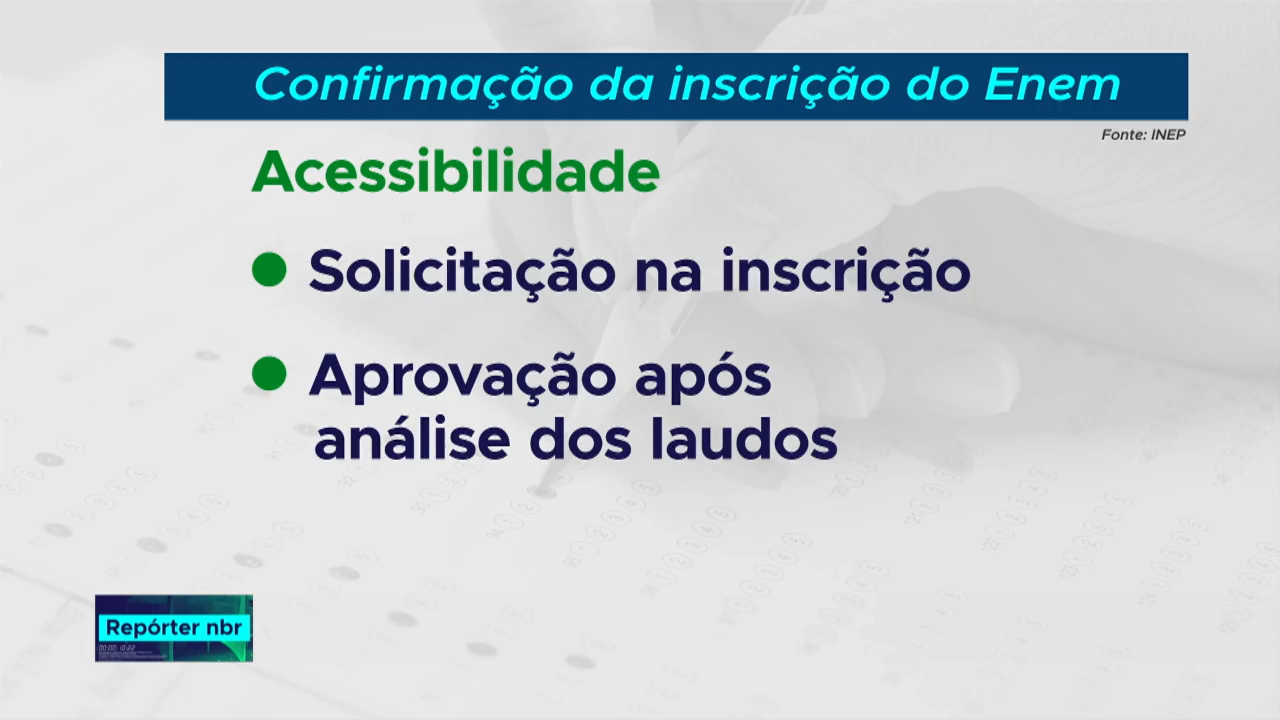 Confirmação da inscrição do Enem
Fonte: INEP
Acessibilidade
Solicitação na inscrição
Aprovação após
análise dos laudos
Repórter nbr